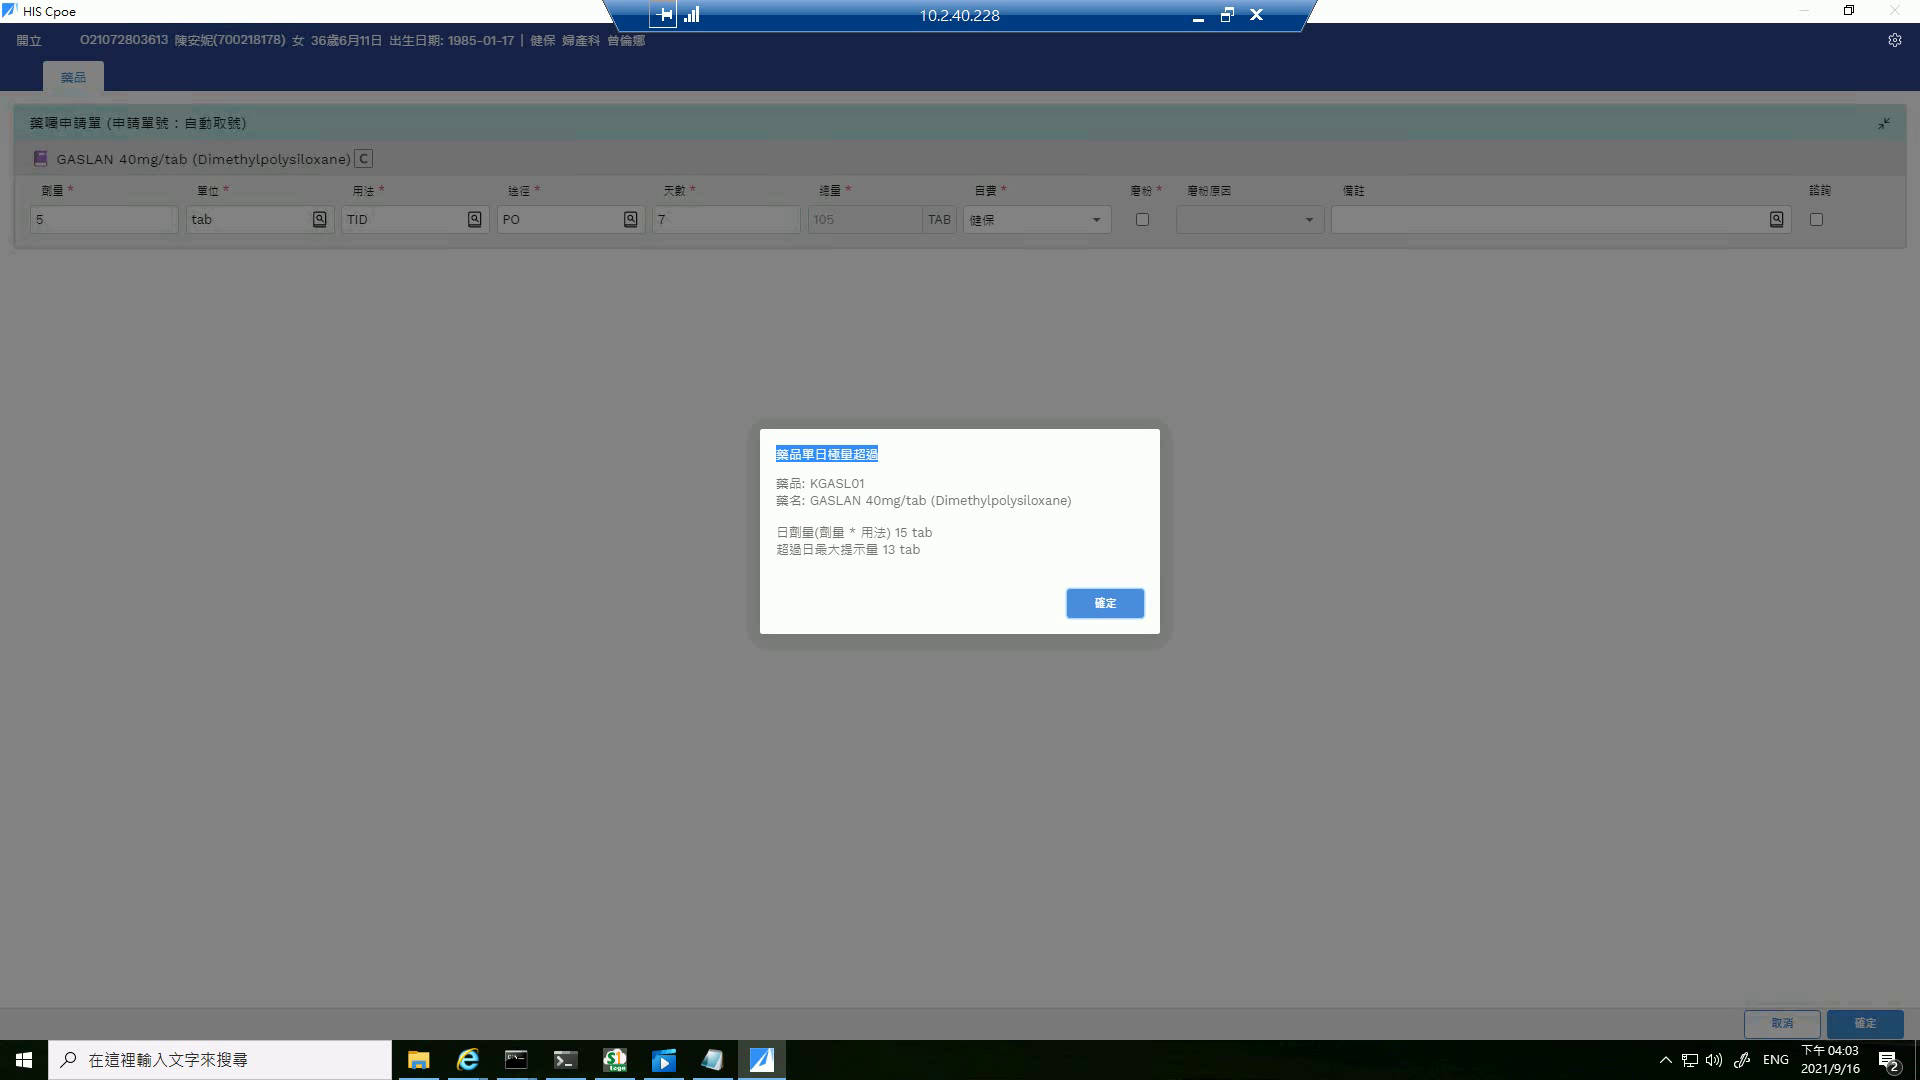 HIS Cpoe
10.2.40.228
開立 O21072803613 陳安妮(700218178) 女 36歲6月11日 出生日期: 1985-01-17 | 健保 婦產科 曾倫娜
藥品
藥囑申請單 (申請單號：自動取號)
GASLAN 40mg/tab (Dimethylpolysiloxane) C
劑量 * 單位 * 用法 * 途徑 * 天數 * 總量 * 自費 * 磨粉 * 磨粉原因 備註 諮詢
5 tab TID PO 7 105 TAB 健保
藥品單日極量超過
藥品: KGASL01
藥名: GASLAN 40mg/tab (Dimethylpolysiloxane)
日劑量(劑量 * 用法) 15 tab
超過日最大提示量 13 tab
確定
取消 確定
在這裡輸入文字來搜尋
ENG
下午 04:03
2021/9/16
2